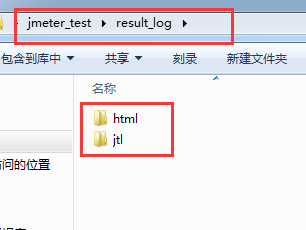 jmeter_test ▸ result_log ▸
包含到库中 共享 刻录 新建文件夹
名称
html
jtl
问的位置